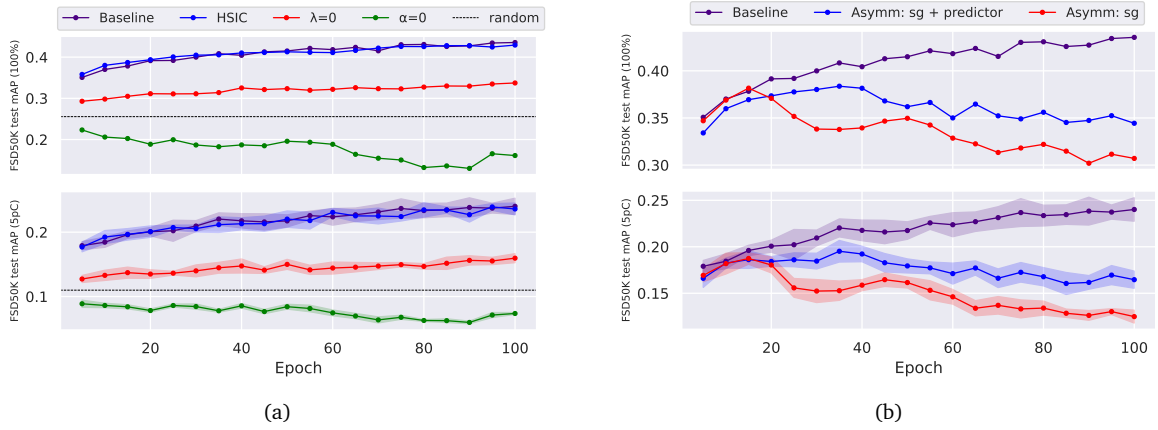 Baseline HSIC λ=0 α=0 random
FSD50K test mAP (100%)
0.4
0.3
0.2
FSD50K test mAP (5pC)
0.2
0.1
20 40 60 80 100
Epoch
(a)
Baseline Asymm: sg + predictor Asymm: sg
FSD50K test mAP (100%)
0.40
0.35
0.30
FSD50K test mAP (5pC)
0.25
0.20
0.15
20 40 60 80 100
Epoch
(b)